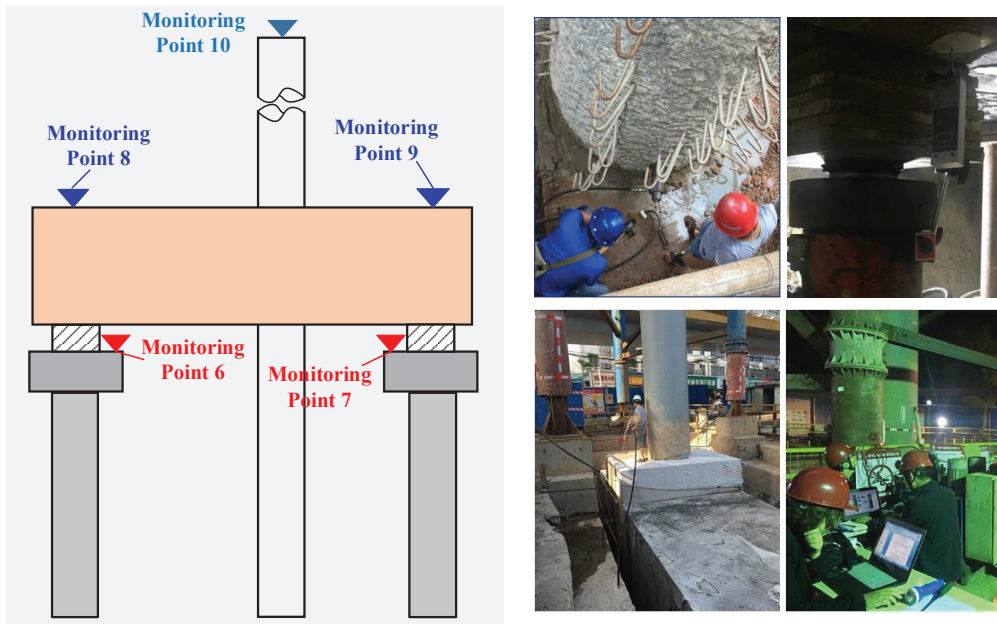 Monitoring
Point 10
Monitoring
Point 8
Monitoring
Point 9
Monitoring
Point 6
Monitoring
Point 7